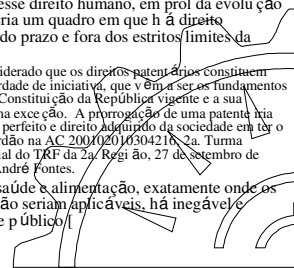 esse direito humano, em prol da evolução
ria um quadro em que há direito
do prazo e fora dos estritos limites da
iderado que os direitos patentários constituem
rdade de iniciativa, que vêm a ser os fundamentos
Constituição da República vigente e a sua
na exceção. A prorrogação de uma patente iria
perfeito e direito adquirido da sociedade em ter o
rdão na AC 200102010304216, 2a. Turma
ial do TRF da 2a. Região, 27 de setembro de
André Fontes.
saúde e alimentação, exatamente onde os
ão seriam aplicáveis, há inegável e
e público [